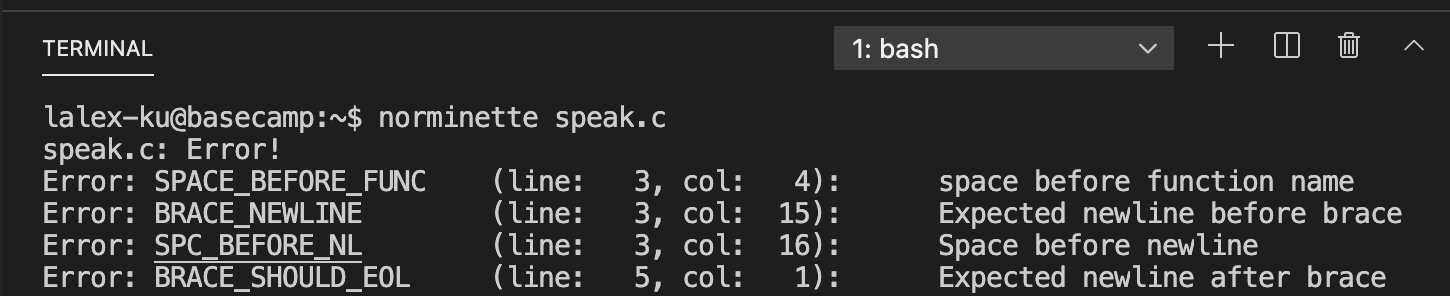 TERMINAL
1: bash
lalex-ku@basecamp:~$ norminette speak.c
speak.c: Error!
Error: SPACE_BEFORE_FUNC    (line:   3, col:   4):      space before function name
Error: BRACE_NEWLINE        (line:   3, col:  15):      Expected newline before brace
Error: SPC_BEFORE_NL        (line:   3, col:  16):      Space before newline
Error: BRACE_SHOULD_EOL     (line:   5, col:   1):      Expected newline after brace